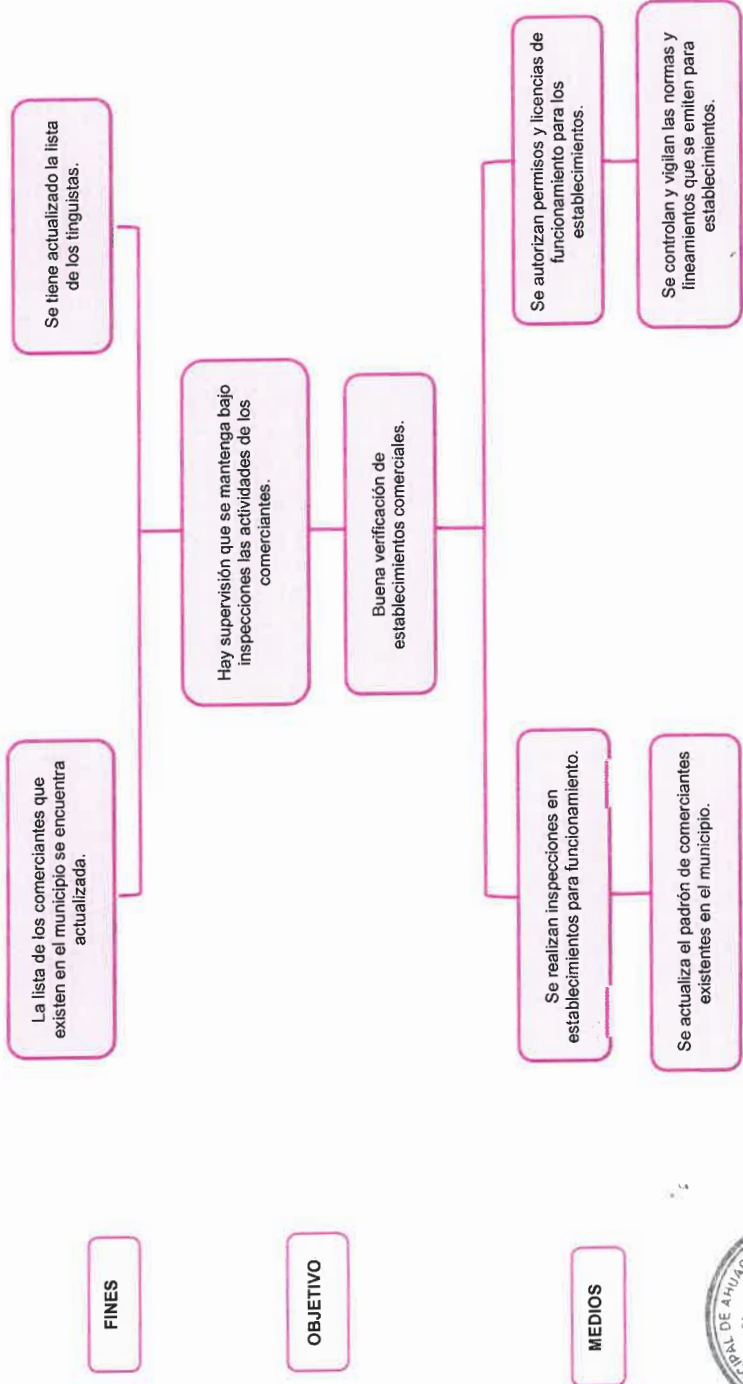 FINES
La lista de los comerciantes que
existen en el municipio se encuentra
actualizada.
Se tiene actualizado la lista
de los tinguistas.
OBJETIVO
Hay supervisión que se mantenga bajo
inspecciones las actividades de los
comerciantes.
Buena verificación de
establecimientos comerciales.
MEDIOS
Se realizan inspecciones en
establecimientos para funcionamiento.
Se autorizan permisos y licencias de
funcionamiento para los
establecimientos.
Se actualiza el padrón de comerciantes
existentes en el municipio.
Se controlan y vigilan las normas y
lineamientos que se emiten para
establecimientos.
CIPAL DE AHUAC